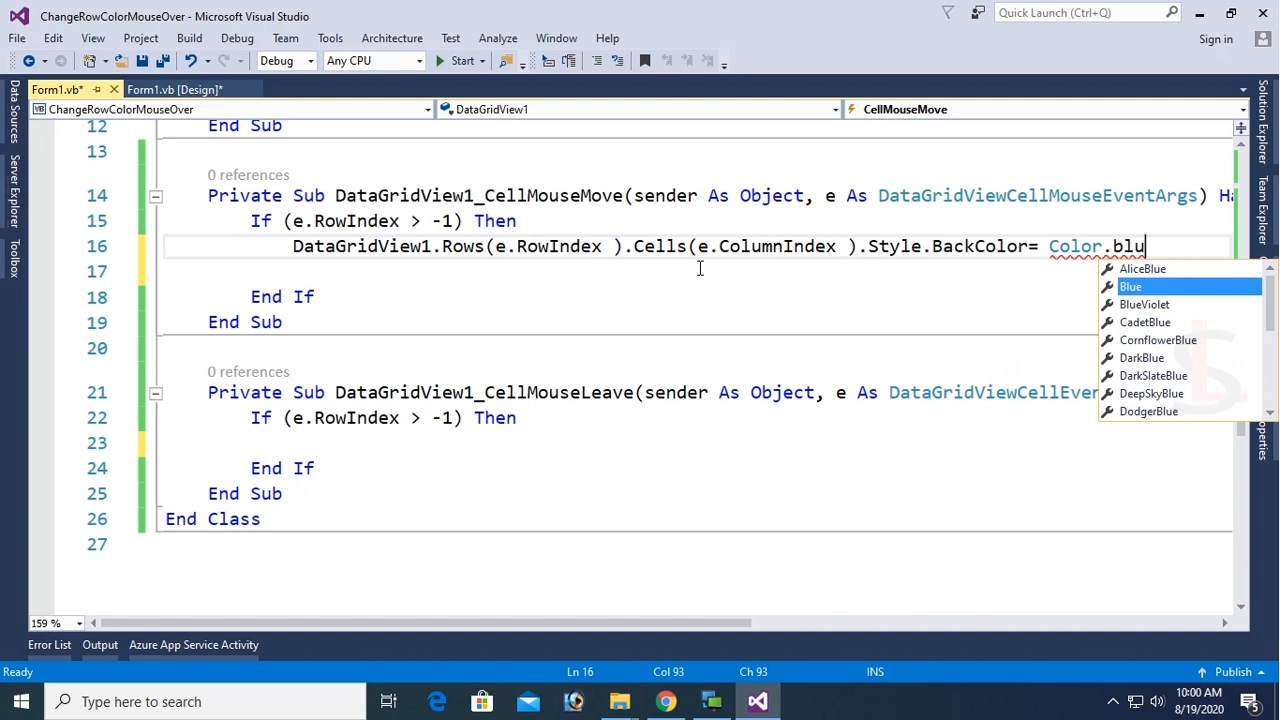 ChangeRowColorMouseOver - Microsoft Visual Studio
Quick Launch (Ctrl+Q)
File Edit View Project Build Debug Team Tools Architecture Test Analyze Window Help
Sign in
Debug Any CPU Start
Form1.vb* Form1.vb [Design]*
ChangeRowColorMouseOver DataGridView1 CellMouseMove
Data Sources
Server Explorer
Toolbox
Solution Explorer
Team Explorer
Properties
12 End Sub
13
0 references
14 Private Sub DataGridView1_CellMouseMove(sender As Object, e As DataGridViewCellMouseEventArgs) Ha
15 If (e.RowIndex > -1) Then
16 DataGridView1.Rows(e.RowIndex ).Cells(e.ColumnIndex ).Style.BackColor= Color.blu
AliceBlue
Blue
BlueViolet
CadetBlue
CornflowerBlue
DarkBlue
DarkSlateBlue
DeepSkyBlue
DodgerBlue
17
18 End If
19 End Sub
20
0 references
21 Private Sub DataGridView1_CellMouseLeave(sender As Object, e As DataGridViewCellEver
22 If (e.RowIndex > -1) Then
23
24 End If
25 End Sub
26 End Class
27
159 %
Error List Output Azure App Service Activity
Ready Ln 16 Col 93 Ch 93 INS Publish
Type here to search
10:00 AM
8/19/2020
5